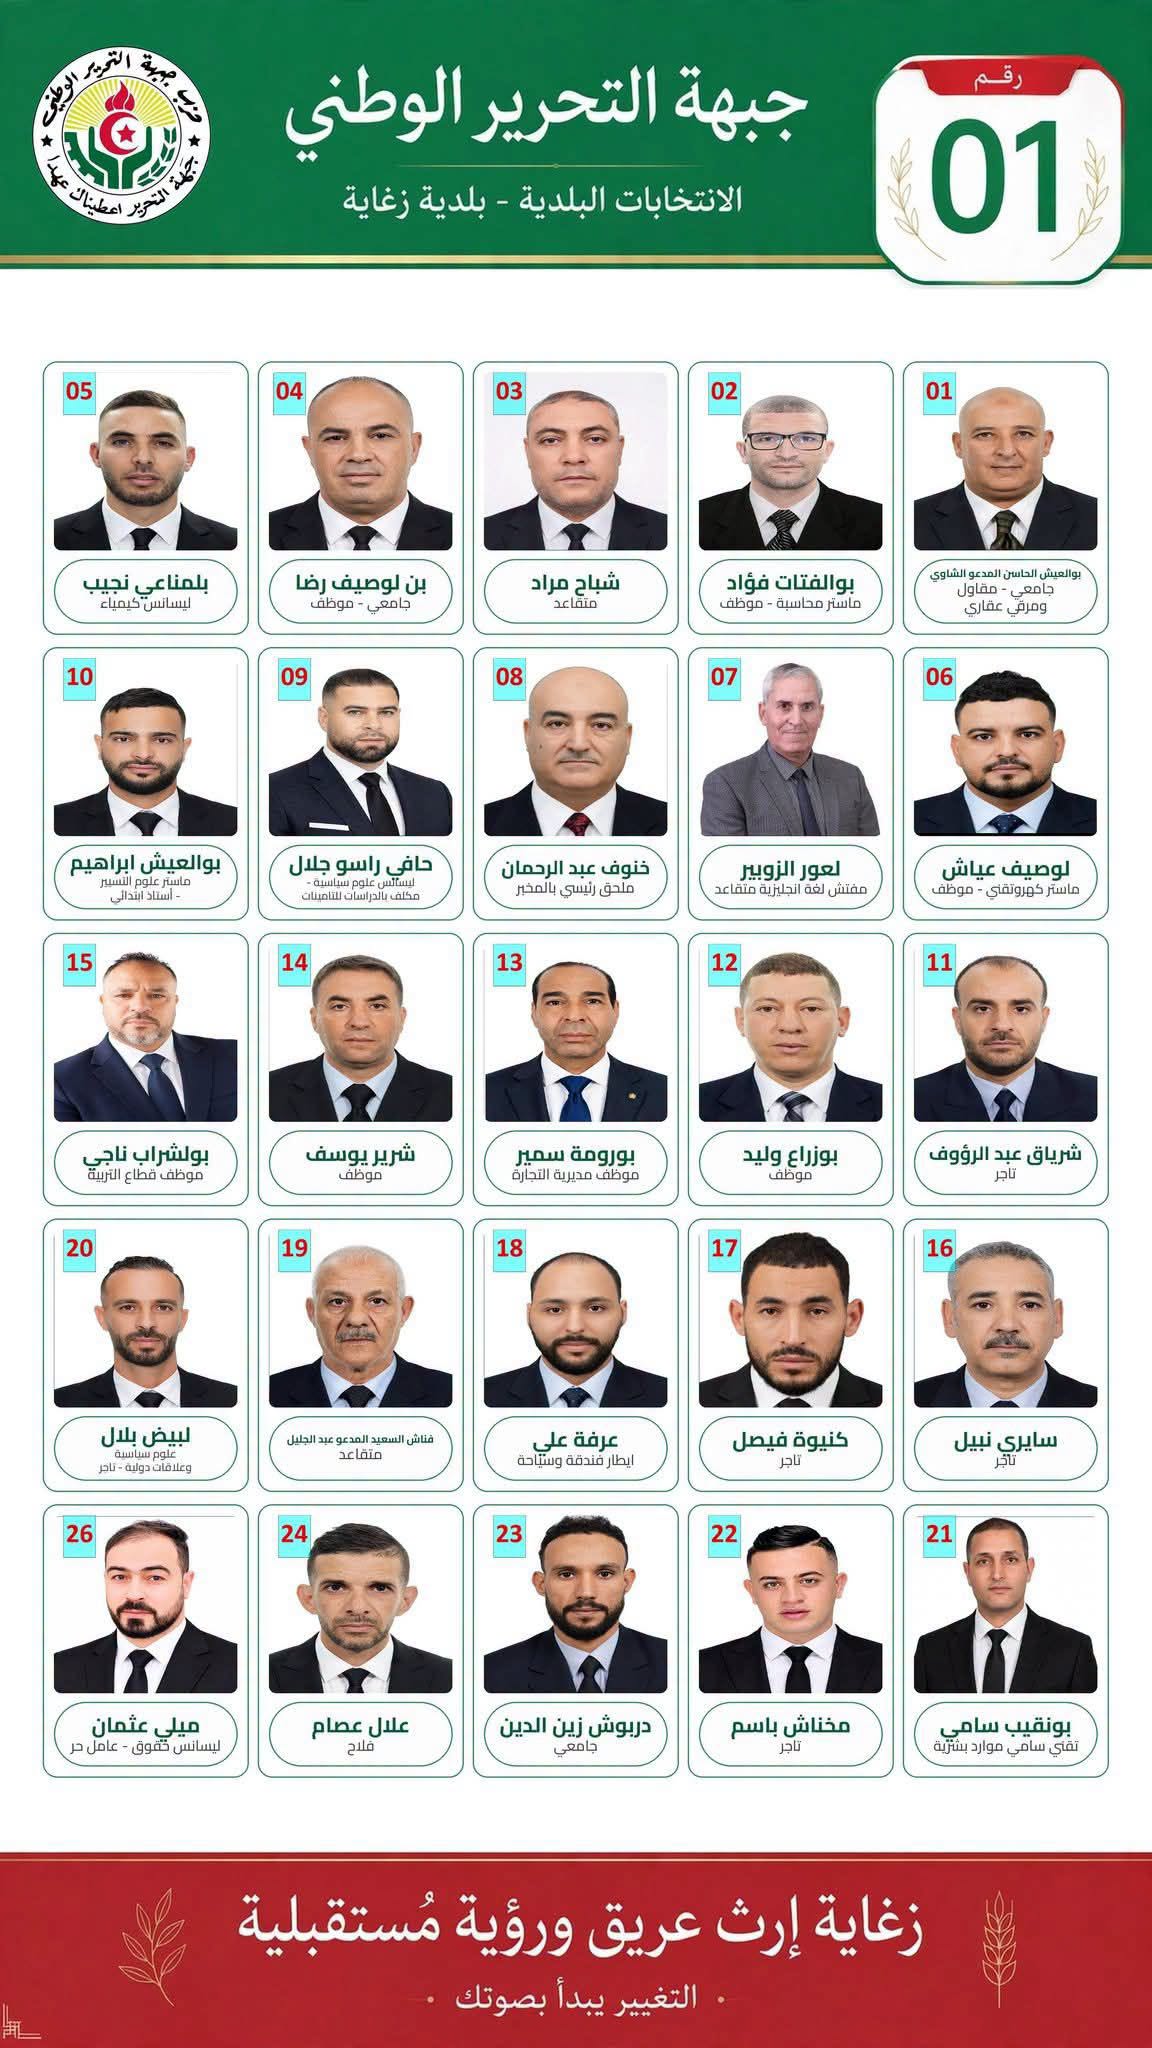 حزب جبهة التحرير الوطني
جبهة التحرير اعطيناك عهدا
جبهة التحرير الوطني
الانتخابات البلدية - بلدية زغاية
رقم
01
01
بوالعيش الحاسن المدعو الشاوي
جامعي - مقاول
ومرقي عقاري
02
بوالفتات فؤاد
ماستر محاسبة - موظف
03
شباح مراد
متقاعد
04
بن لوصيف رضا
جامعي - موظف
05
بلمناعي نجيب
ليسانس كيمياء
06
لوصيف عياش
ماستر كهروتقني - موظف
07
لعور الزوبير
مفتش لغة انجليزية متقاعد
08
خنوف عبد الرحمان
ملحق رئيسي بالمخبر
09
حافي راسو جلال
ليسانس علوم سياسية -
مكلف بالدراسات للتامينات
10
بوالعيش ابراهيم
ماستر علوم التسيير
- أستاذ ابتدائي
11
شرياق عبد الرؤوف
تاجر
12
بوزراع وليد
موظف
13
بورومة سمير
موظف مديرية التجارة
14
شرير يوسف
موظف
15
بولشراب ناجي
موظف قطاع التربية
16
سايري نبيل
تاجر
17
كنيوة فيصل
تاجر
18
عرفة علي
ايطار فندقة وسياحة
19
فناش السعيد المدعو عبد الجليل
متقاعد
20
لبيض بلال
علوم سياسية
وعلاقات دولية - تاجر
21
بونقيب سامي
تقني سامي موارد بشرية
22
مخناش باسم
تاجر
23
دربوش زين الدين
جامعي
24
علال عصام
فلاح
26
ميلي عثمان
ليسانس حقوق - عامل حر
زغاية إرث عريق ورؤية مُستقبلية
التغيير يبدأ بصوتك